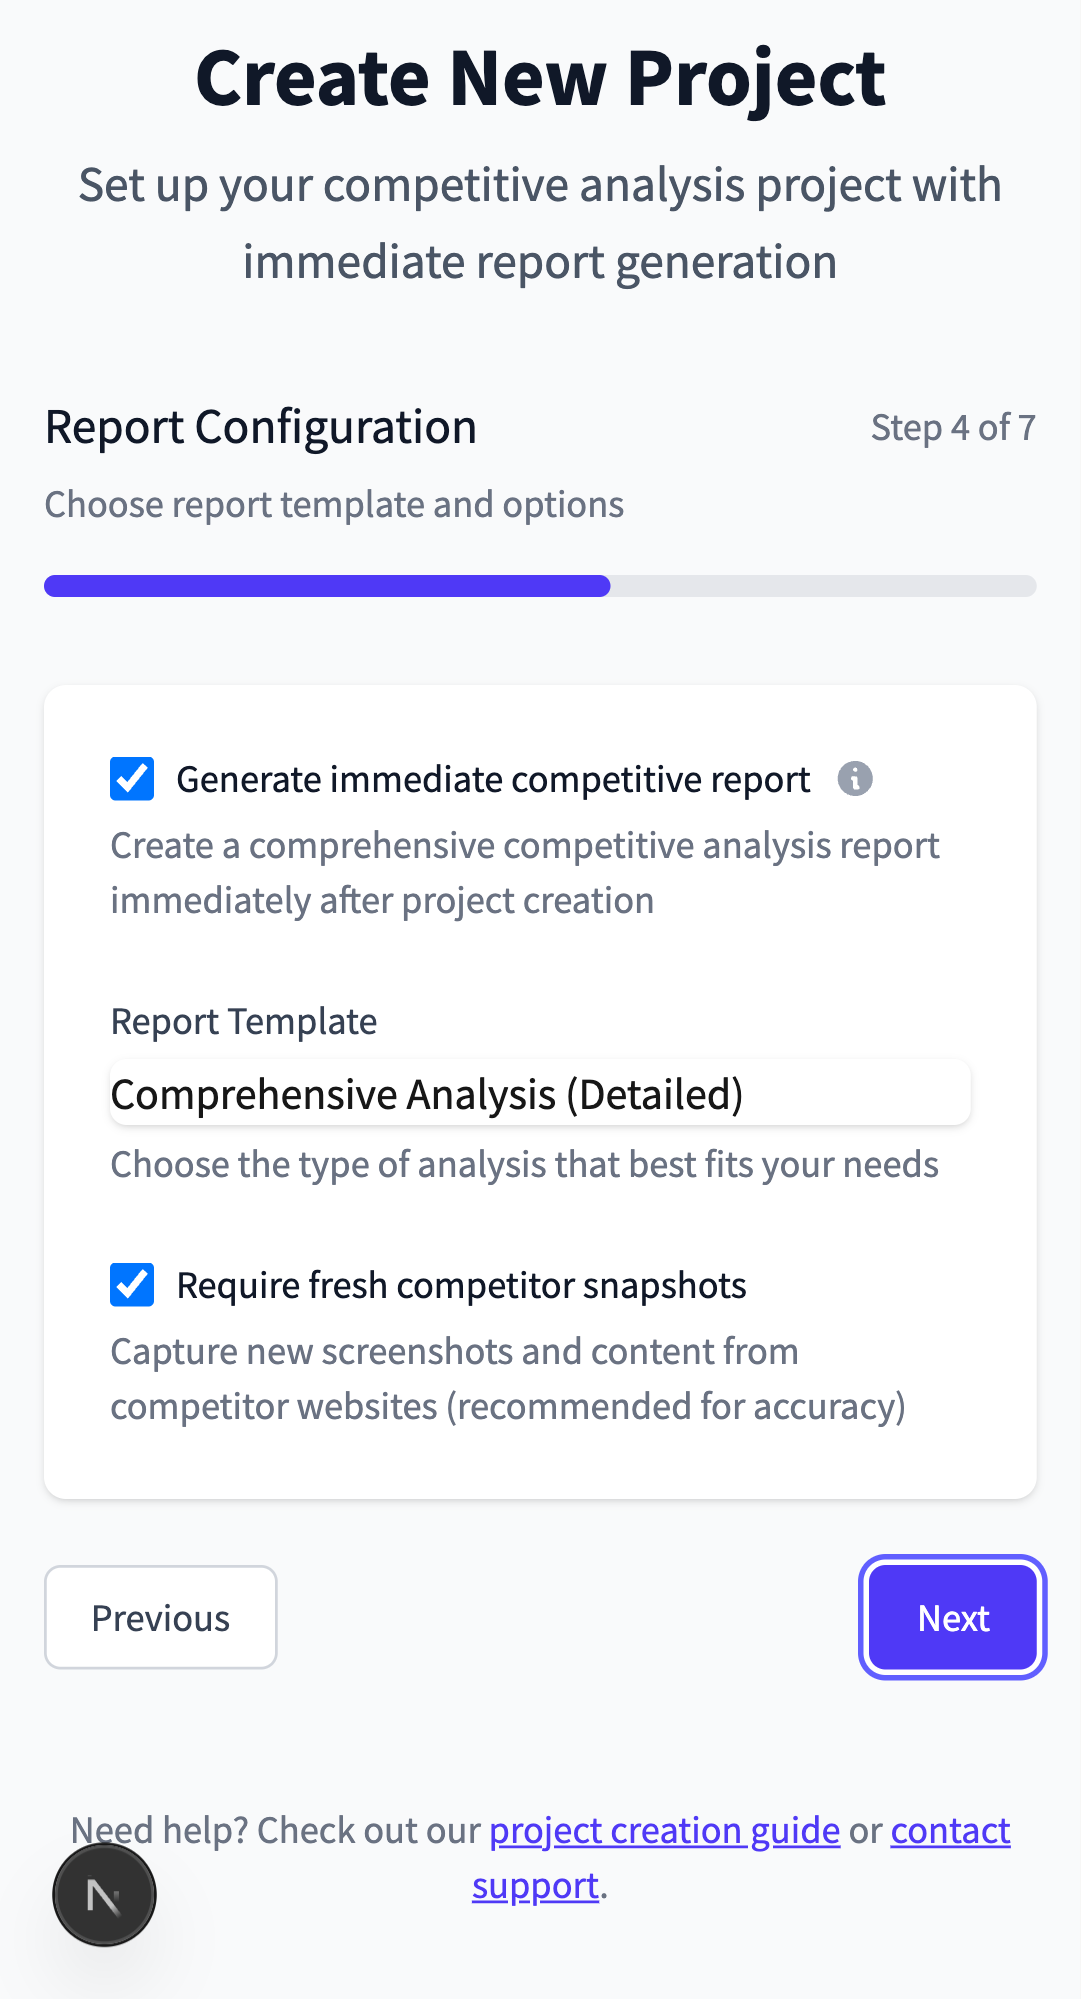 Create New Project
Set up your competitive analysis project with
immediate report generation
Report Configuration
Step 4 of 7
Choose report template and options
Generate immediate competitive report
Create a comprehensive competitive analysis report
immediately after project creation
Report Template
Comprehensive Analysis (Detailed)
Choose the type of analysis that best fits your needs
Require fresh competitor snapshots
Capture new screenshots and content from
competitor websites (recommended for accuracy)
Previous
Next
Need help? Check out our project creation guide or contact
support.
N